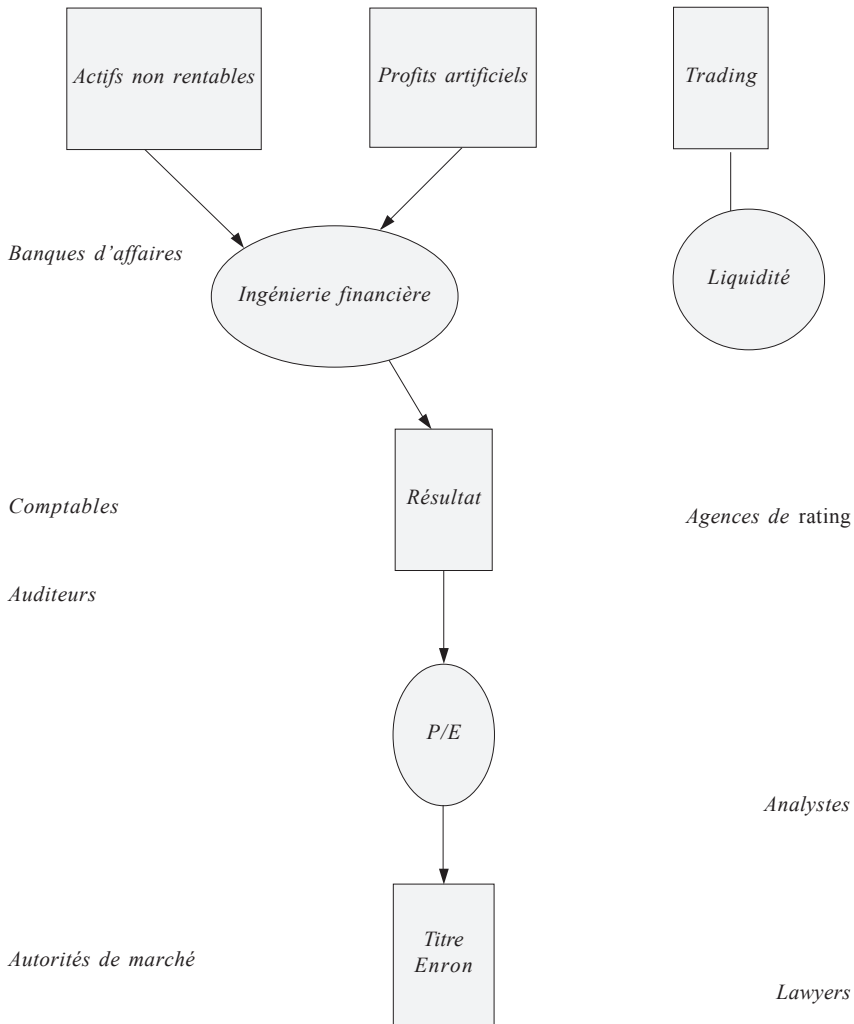 Actifs non rentables
Profits artificiels
Trading
Banques d'affaires
Ingénierie financière
Liquidité
Comptables
Résultat
Agences de rating
Auditeurs
P/E
Analystes
Autorités de marché
Titre
Enron
Lawyers